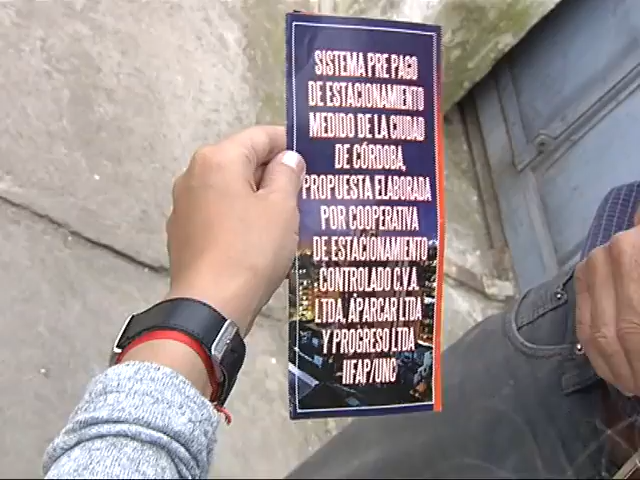 SISTEMA PRE PAGO
DE ESTACIONAMIENTO
MEDIDO DE LA CIUDAD
DE CÓRDOBA,
PROPUESTA ELABORADA
POR COOPERATIVA
DE ESTACIONAMIENTO
CONTROLADO C.Y.A.
LTDA, APARCAR LTDA
Y PROGRESO LTDA
-IIFAP/UNC